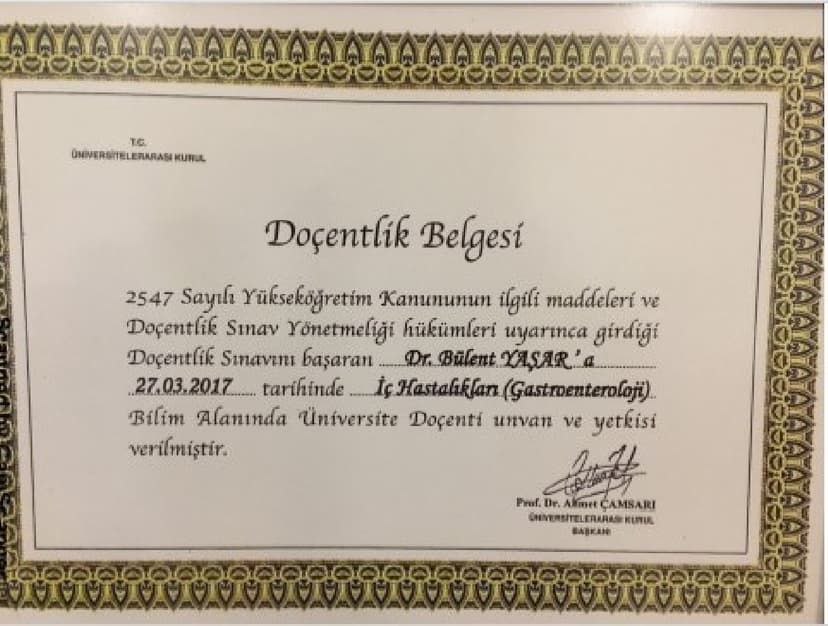 T.C.
ÜNİVERSİTELERARASI KURUL
Doçentlik Belgesi
2547 Sayılı Yükseköğretim Kanununun ilgili maddeleri ve
Doçentlik Sınav Yönetmeliği hükümleri uyarınca girdiği
Doçentlik Sınavını başaran ..... Dr. Bülent YAŞAR'a ..........
..27.03.2017..... tarihinde .....İç Hastalıkları (Gastroenteroloji)..
Bilim Alanında Üniversite Doçenti unvan ve yetkisi
verilmiştir.
Prof. Dr. Ahmet ÇAMSARI
ÜNİVERSİTELERARASI KURUL
BAŞKANI